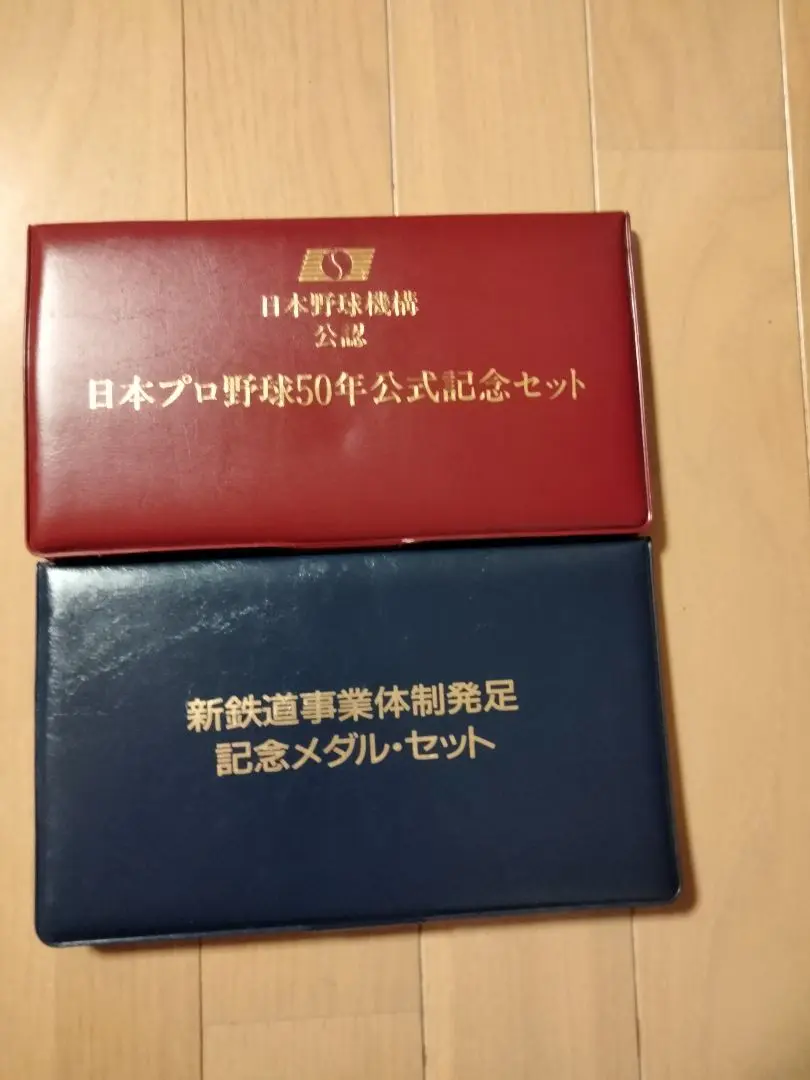 日本野球機構
公認
日本プロ野球50年公式記念セット
新鉄道事業体制発足
記念メダル・セット